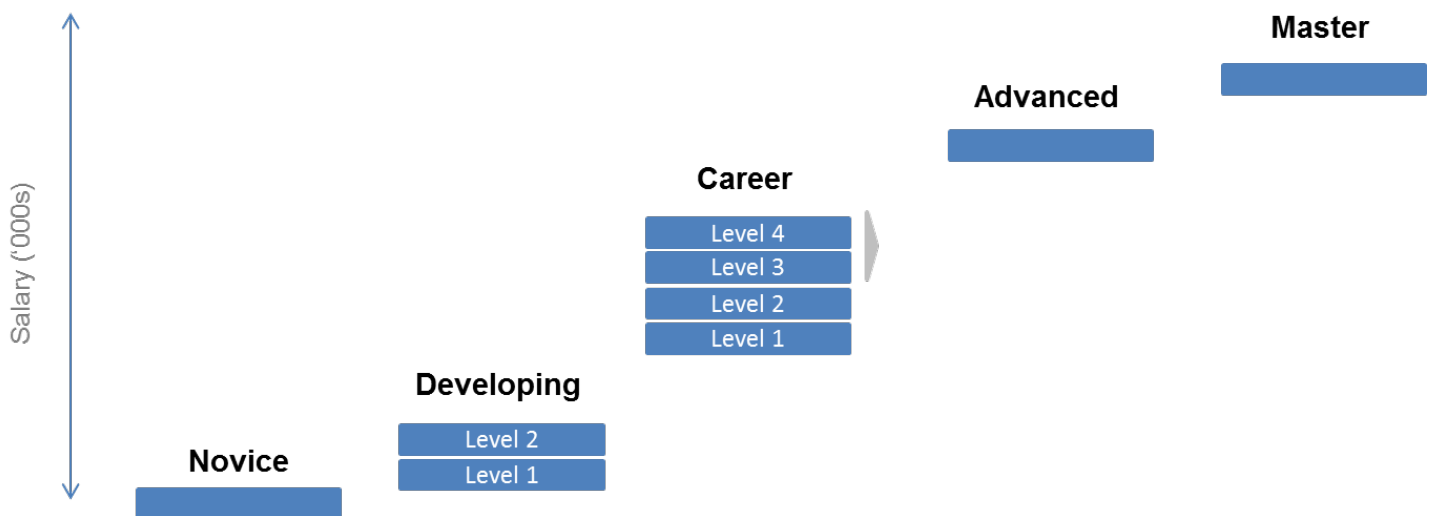 Master
Advanced
Career
Level 4
Level 3
Level 2
Level 1
Developing
Level 2
Level 1
Novice
Salary ('000s)